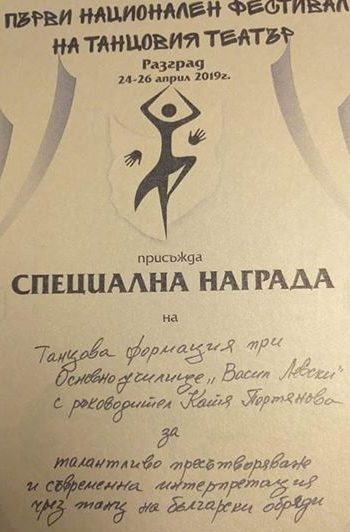 ПЪРВИ НАЦИОНАЛЕН ФЕСТИВАЛ
НА ТАНЦОВИЯ ТЕАТЪР
Разград
24-26 април 2019г.
присъжда
СПЕЦИАЛНА НАГРАДА
на
Танцова формация при
Основно училище „Васил Левски"
с ръководител Катя Портянова
за
талантливо пресътворяване
и съвременна интерпретация
чрез танц на български обряди